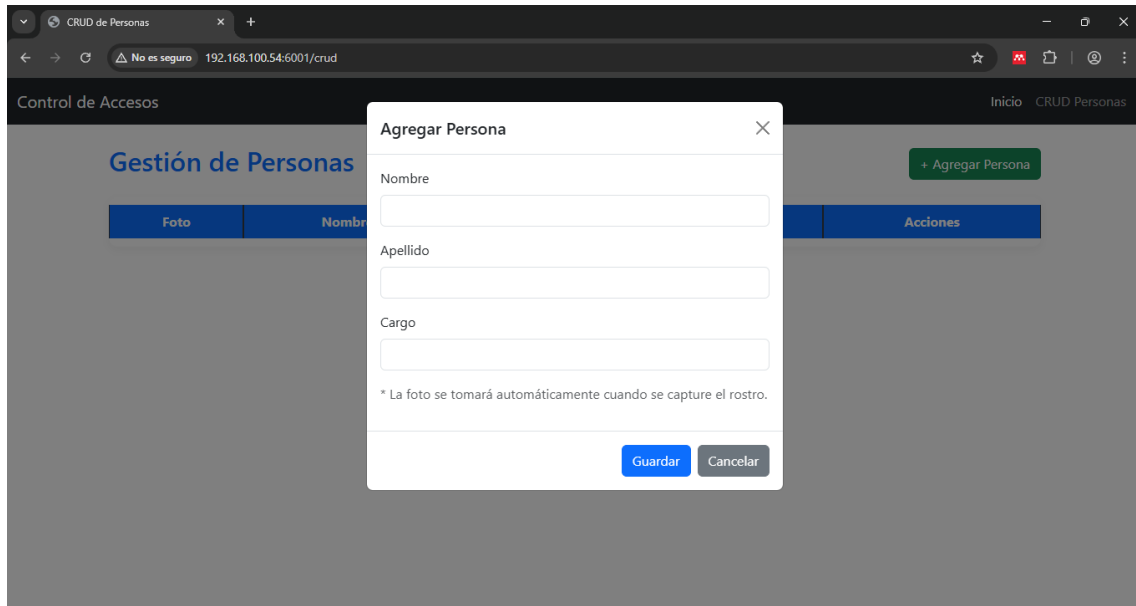 CRUD de Personas
No es seguro 192.168.100.54:6001/crud
Control de Accesos
Inicio CRUD Personas
Agregar Persona
Gestión de Personas
+ Agregar Persona
Nombre
Foto Acciones
Apellido
Cargo
* La foto se tomará automáticamente cuando se capture el rostro.
Guardar Cancelar